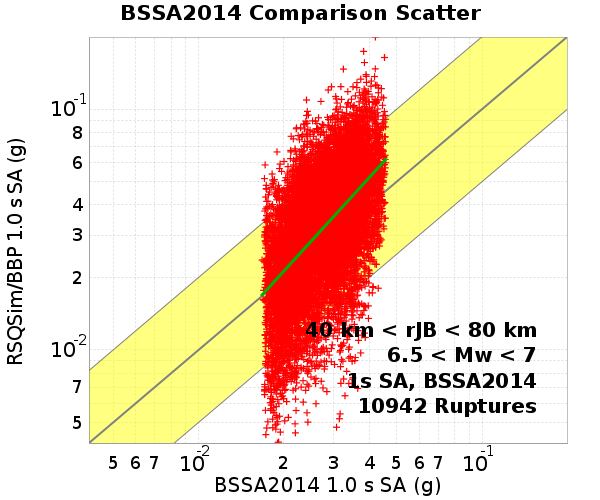 BSSA2014 Comparison Scatter
RSQSim/BBP 1.0 s SA (g)
10-1
8
6
4
3
2
10-2
7
5
40 km < rJB < 80 km
6.5 < Mw < 7
1s SA, BSSA2014
10942 Ruptures
5 6 7 10-2 2 3 4 5 6 7 10-1
BSSA2014 1.0 s SA (g)